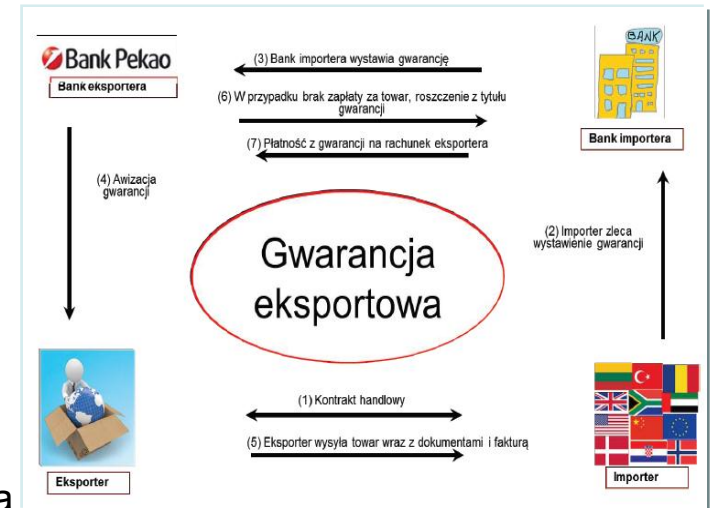 Bank Pekao
Bank eksportera
(3) Bank importera wystawia gwarancję
(6) W przypadku brak zapłaty za towar, roszczenie z tytułu
gwarancji
(7) Płatność z gwarancji na rachunek eksportera
BANK
Bank importera
(4) Awizacja
gwarancji
(2) Importer zleca
wystawienie gwarancji
Gwarancja
eksportowa
(1) Kontrakt handlowy
(5) Eksporter wysyła towar wraz z dokumentami i fakturą
Eksporter
Importer
a